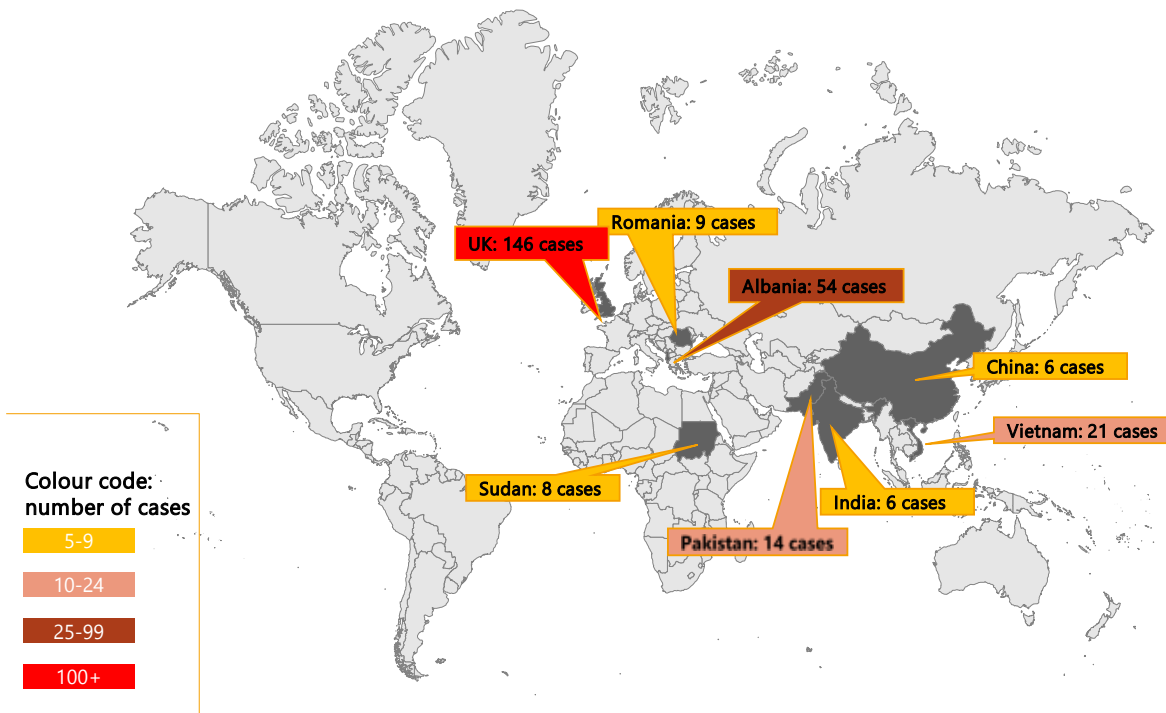 Romania: 9 cases
UK: 146 cases
Albania: 54 cases
China: 6 cases
Vietnam: 21 cases
Sudan: 8 cases
India: 6 cases
Pakistan: 14 cases
Colour code:
number of cases
5-9
10-24
25-99
100+